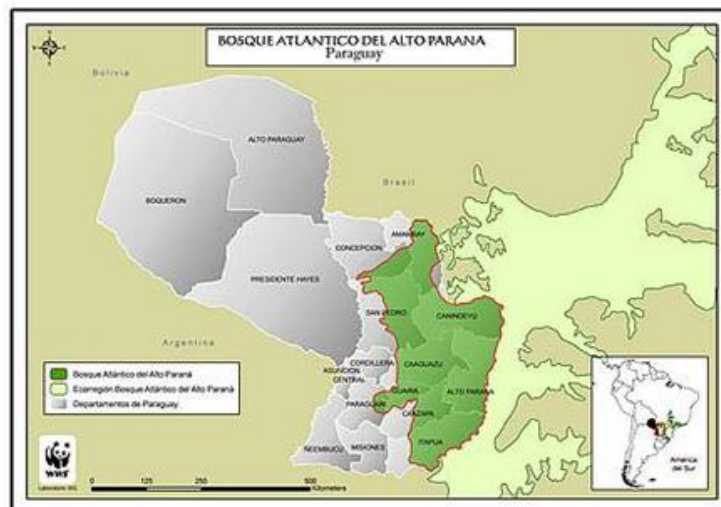 BOSQUE ATLANTICO DEL ALTO PARANA
Paraguay
Bolivia
ALTO PARAGUAY
BOQUERON
Brasil
AMAMBAY
CONCEPCION
PRESIDENTE HAYES
SAN PEDRO
CANINDEYU
Argentina
CORDILLERA
CAAGUAZU
ASUNCION
CENTRAL
GUAIRA
ALTO PARANA
PARAGUARI
CAAZAPA
ÑEEMBUCU
MISIONES
ITAPUA
Bosque Atlántico del Alto Paraná
Ecorregión Bosque Atlántico del Alto Paraná
Departamentos de Paraguay
WWF
0 125 250 500
Kilometers
América
del Sur